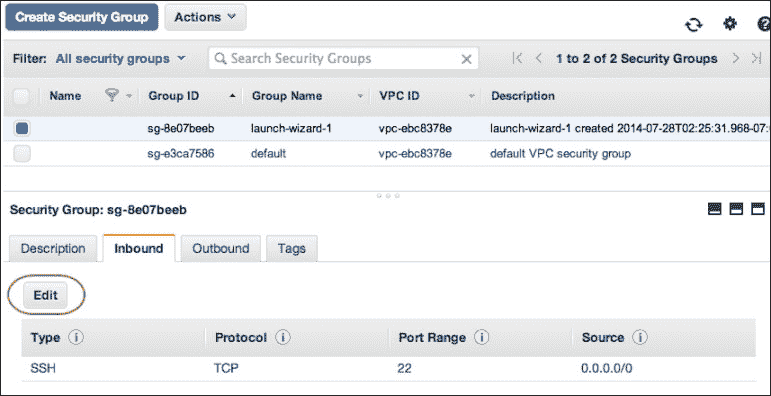 Create Security Group Actions
Filter: All security groups Search Security Groups 1 to 2 of 2 Security Groups
Name Group ID Group Name VPC ID Description
sg-8e07beeb launch-wizard-1 vpc-ebc8378e launch-wizard-1 created 2014-07-28T02:25:31.968-07:
sg-e3ca7586 default vpc-ebc8378e default VPC security group
Security Group: sg-8e07beeb
Description Inbound Outbound Tags
Edit
Type Protocol Port Range Source
SSH TCP 22 0.0.0.0/0